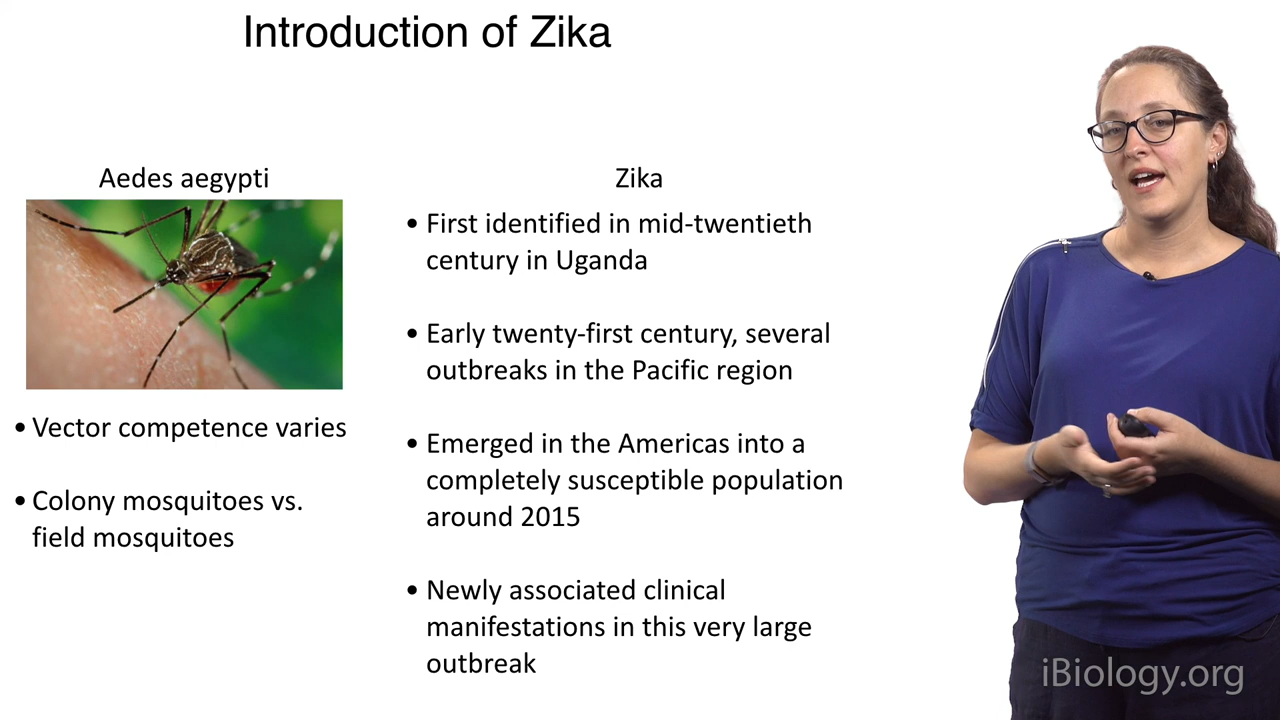 Introduction of Zika
Aedes aegypti
• Vector competence varies
• Colony mosquitoes vs.
field mosquitoes
Zika
• First identified in mid-twentieth
century in Uganda
• Early twenty-first century, several
outbreaks in the Pacific region
• Emerged in the Americas into a
completely susceptible population
around 2015
• Newly associated clinical
manifestations in this very large
outbreak
iBiology.org